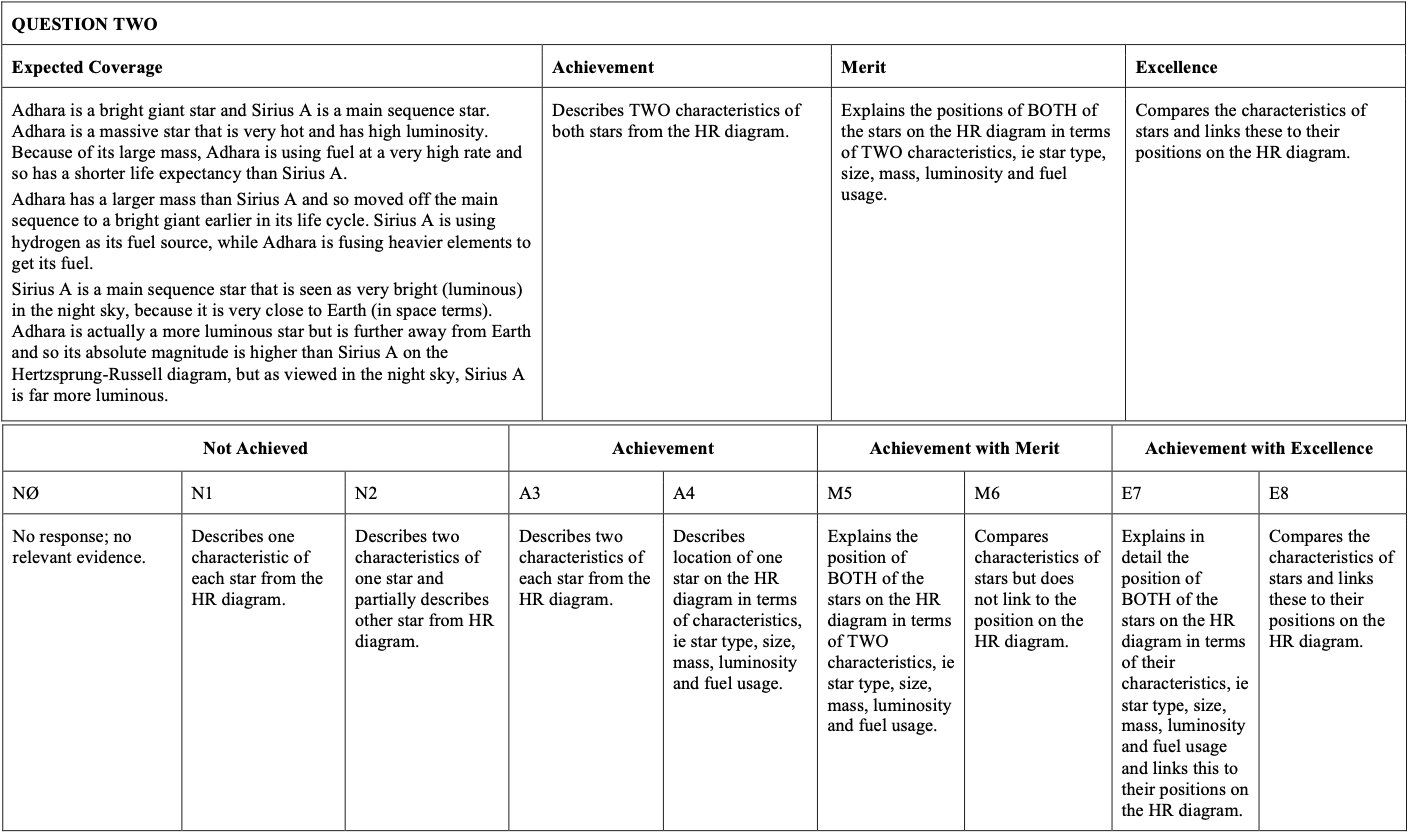 QUESTION TWO
Expected Coverage
Achievement
Merit
Excellence
Adhara is a bright giant star and Sirius A is a main sequence star.
Adhara is a massive star that is very hot and has high luminosity.
Because of its large mass, Adhara is using fuel at a very high rate and
so has a shorter life expectancy than Sirius A.
Adhara has a larger mass than Sirius A and so moved off the main
sequence to a bright giant earlier in its life cycle. Sirius A is using
hydrogen as its fuel source, while Adhara is fusing heavier elements to
get its fuel.
Sirius A is a main sequence star that is seen as very bright (luminous)
in the night sky, because it is very close to Earth (in space terms).
Adhara is actually a more luminous star but is further away from Earth
and so its absolute magnitude is higher than Sirius A on the
Hertzsprung-Russell diagram, but as viewed in the night sky, Sirius A
is far more luminous.
Describes TWO characteristics of
both stars from the HR diagram.
Explains the positions of BOTH of
the stars on the HR diagram in terms
of TWO characteristics, ie star type,
size, mass, luminosity and fuel
usage.
Compares the characteristics of
stars and links these to their
positions on the HR diagram.
Not Achieved
Achievement
Achievement with Merit
Achievement with Excellence
NØ
N1
N2
A3
A4
M5
M6
E7
E8
No response; no
relevant evidence.
Describes one
characteristic of
each star from the
HR diagram.
Describes two
characteristics of
one star and
partially describes
other star from HR
diagram.
Describes two
characteristics of
each star from the
HR diagram.
Describes
location of one
star on the HR
diagram in terms
of characteristics,
ie star type, size,
mass, luminosity
and fuel usage.
Explains the
position of
BOTH of the
stars on the HR
diagram in terms
of TWO
characteristics, ie
star type, size,
mass, luminosity
and fuel usage.
Compares
characteristics of
stars but does
not link to the
position on the
HR diagram.
Explains in
detail the
position of
BOTH of the
stars on the HR
diagram in terms
of their
characteristics, ie
star type, size,
mass, luminosity
and fuel usage
and links this to
their positions on
the HR diagram.
Compares the
characteristics of
stars and links
these to their
positions on the
HR diagram.